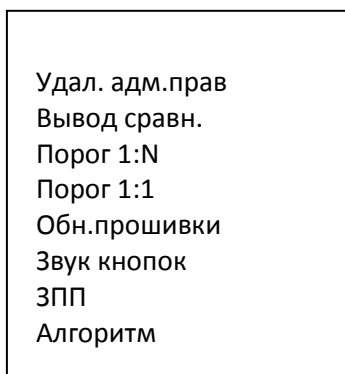 Удал. адм.прав
Вывод сравн.
Порог 1:N
Порог 1:1
Обн.прошивки
Звук кнопок
ЗПП
Алгоритм